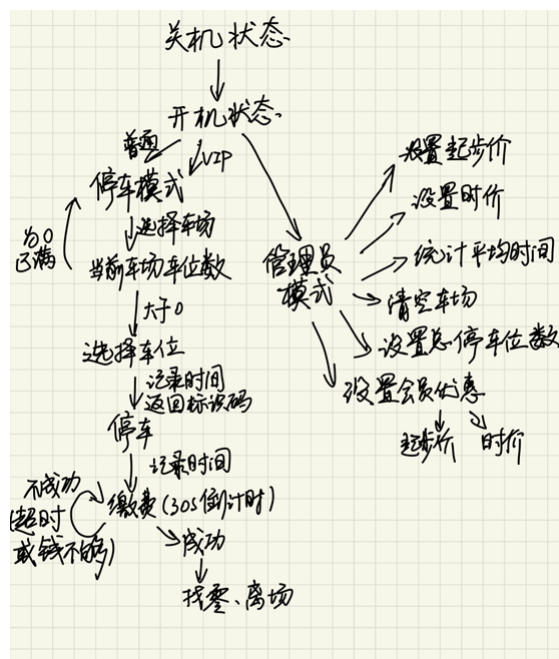 关机状态
开机状态
普通
VIP
停车模式
选择车场
为0
已满
当前车场车位数
大于0
选择车位
记录时间
返回标识码
停车
记录时间
缴费(30s倒计时)
不成功
(超时
或钱不够)
成功
找零、离场
管理员
模式
设置起步价
设置时价
统计平均时间
清空车场
设置总停车位数
设置会员优惠
起步价
时价